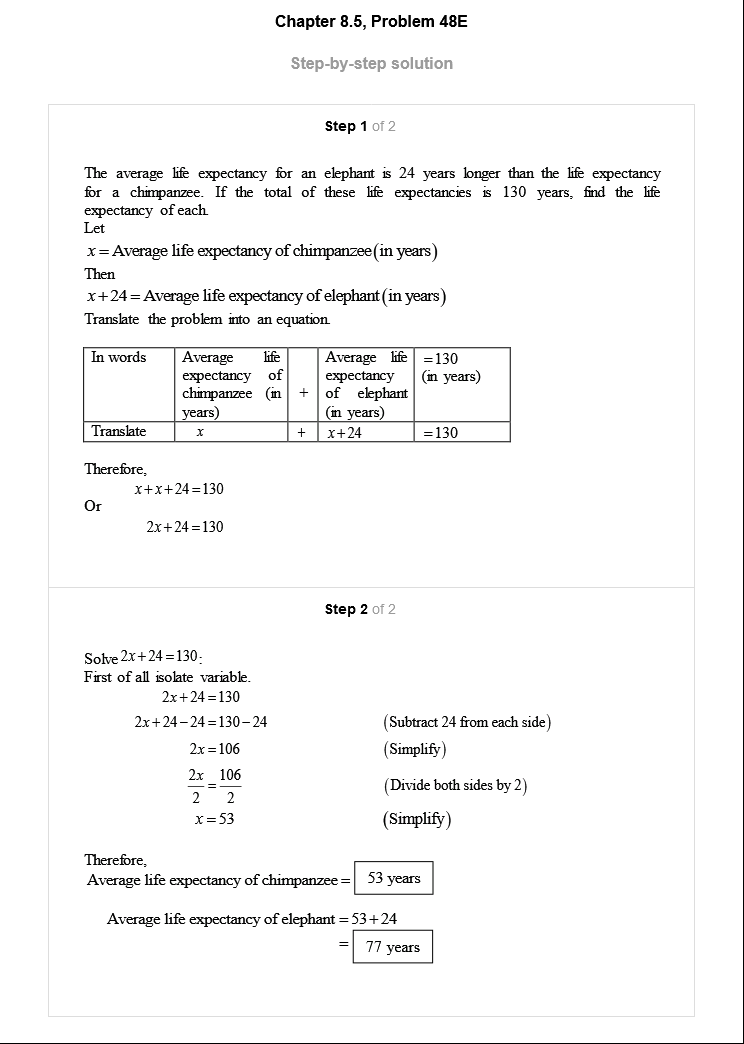 Chapter 8.5, Problem 48E
Step-by-step solution
Step 1 of 2
The average life expectancy for an elephant is 24 years longer than the life expectancy
for a chimpanzee. If the total of these life expectancies is 130 years, find the life
expectancy of each.
Let
x = Average life expectancy of chimpanzee (in years)
Then
x + 24 = Average life expectancy of elephant (in years)
Translate the problem into an equation.
In words
Average life
expectancy of
chimpanzee (in
years)
+
Average life
expectancy
of elephant
(in years)
=130
(in years)
Translate
x
+
x+24
=130
Therefore,
x+x+24=130
Or
2x+24=130
Step 2 of 2
Solve 2x+24=130:
First of all isolate variable.
2x+24=130
2x+24−24=130−24 (Subtract 24 from each side)
2x=106 (Simplify)
2x/2=106/2 (Divide both sides by 2)
x=53 (Simplify)
Therefore,
Average life expectancy of chimpanzee = 53 years
Average life expectancy of elephant = 53+24
= 77 years